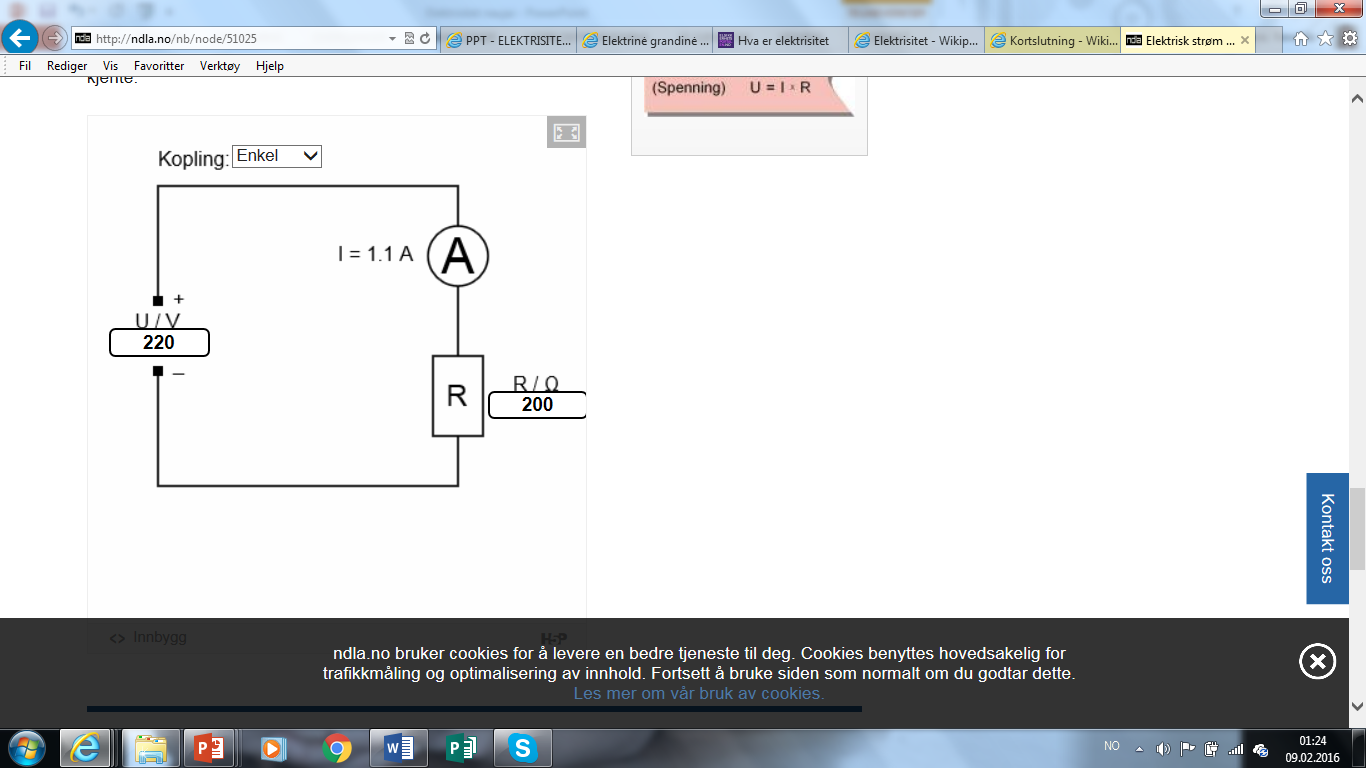 http://ndla.no/nb/node/51025
PPT - ELEKTRISITE...
Elektrinė grandinė ...
Hva er elektrisitet
Elektrisitet - Wikip...
Kortslutning - Wiki...
ndla
Elektrisk strøm ...
Fil Rediger Vis Favoritter Verktøy Hjelp
kjente.
(Spenning) U = I x R
Kopling: Enkel
I = 1.1 A
A
+
U / V
220
–
R
R / Ω
200
Kontakt oss
<> Innbygg
H5P
ndla.no bruker cookies for å levere en bedre tjeneste til deg. Cookies benyttes hovedsakelig for
trafikkmåling og optimalisering av innhold. Fortsett å bruke siden som normalt om du godtar dette.
Les mer om vår bruk av cookies.
NO
01:24
09.02.2016